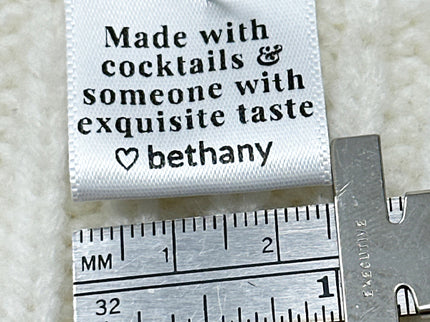 Made with
cocktails &
someone with
exquisite taste
♡ bethany
EXECUTIVE
MM 1 2
32 1